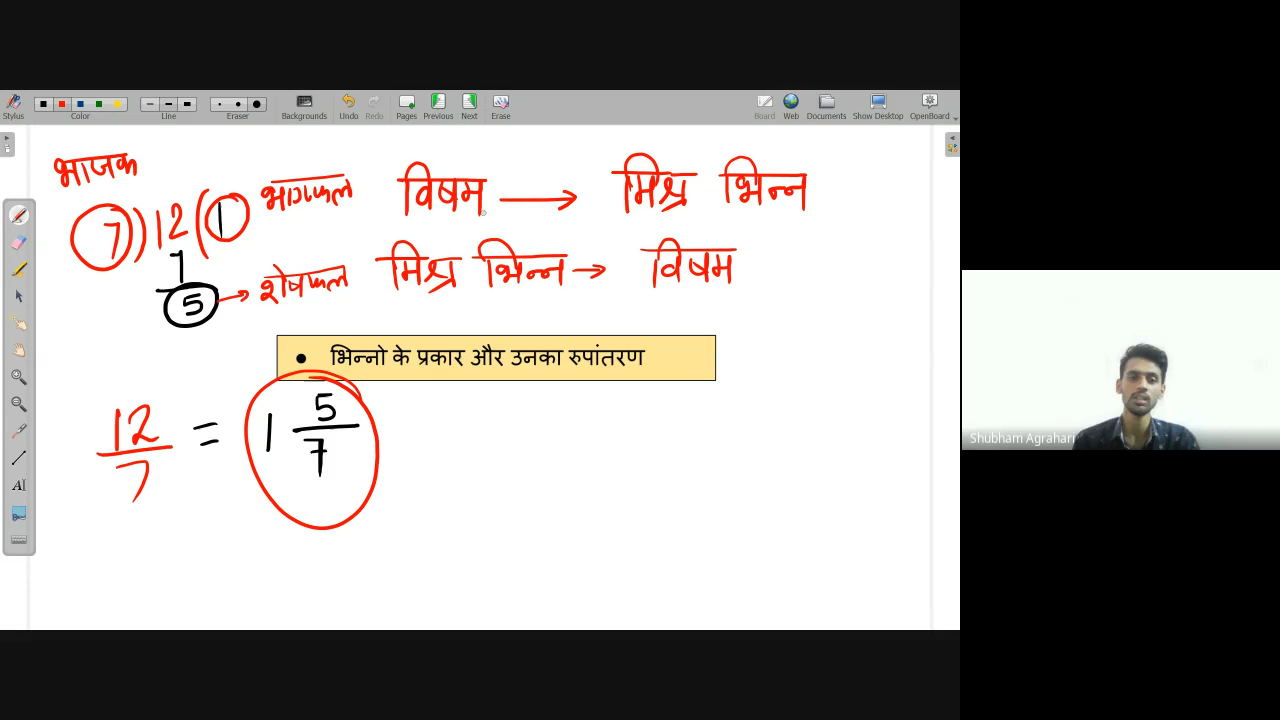 Stylus Color Line Eraser Backgrounds Undo Redo Pages Previous Next Erase Board Web Documents Show Desktop OpenBoard
भाजक
7)12(1 भागफल विषम → मिश्र भिन्न
7
5 → शेषफल मिश्र भिन्न → विषम
● भिन्नो के प्रकार और उनका रुपांतरण
12/7 = 1 5/7
Shubham Agrahari